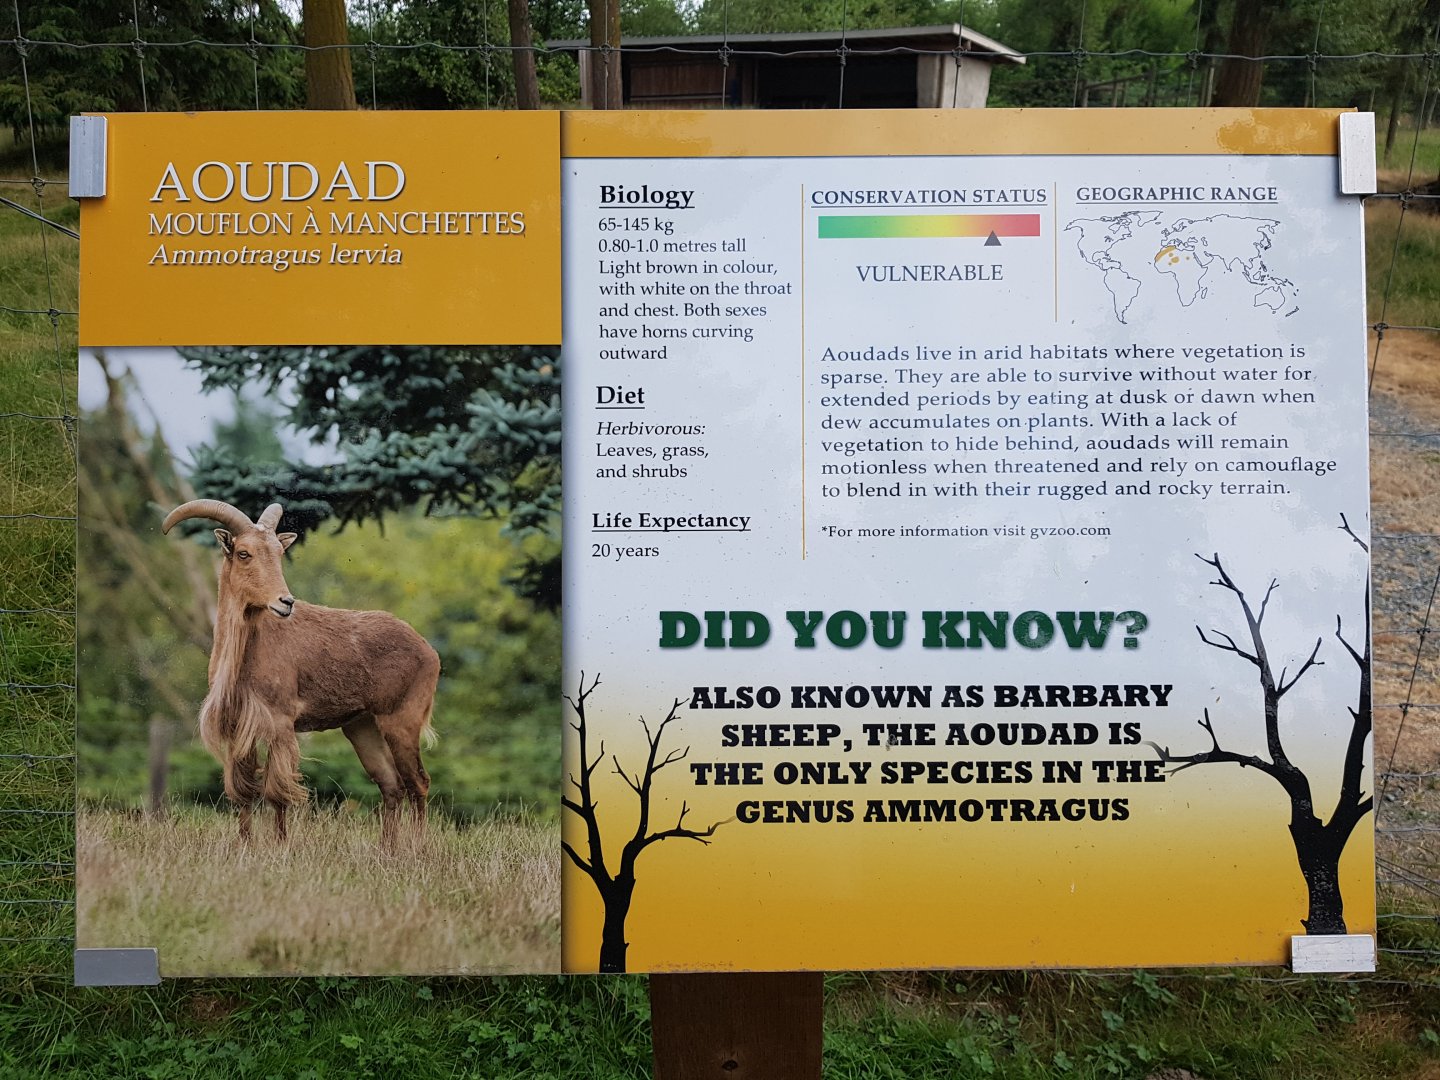 AOUDAD
MOUFLON À MANCHETTES
Ammotragus lervia
Biology
65-145 kg
0.80-1.0 metres tall
Light brown in colour,
with white on the throat
and chest. Both sexes
have horns curving
outward
Diet
Herbivorous:
Leaves, grass,
and shrubs
Life Expectancy
20 years
CONSERVATION STATUS
VULNERABLE
GEOGRAPHIC RANGE
Aoudads live in arid habitats where vegetation is
sparse. They are able to survive without water for
extended periods by eating at dusk or dawn when
dew accumulates on plants. With a lack of
vegetation to hide behind, aoudads will remain
motionless when threatened and rely on camouflage
to blend in with their rugged and rocky terrain.
*For more information visit gvzoo.com
DID YOU KNOW?
ALSO KNOWN AS BARBARY
SHEEP, THE AOUDAD IS
THE ONLY SPECIES IN THE
GENUS AMMOTRAGUS